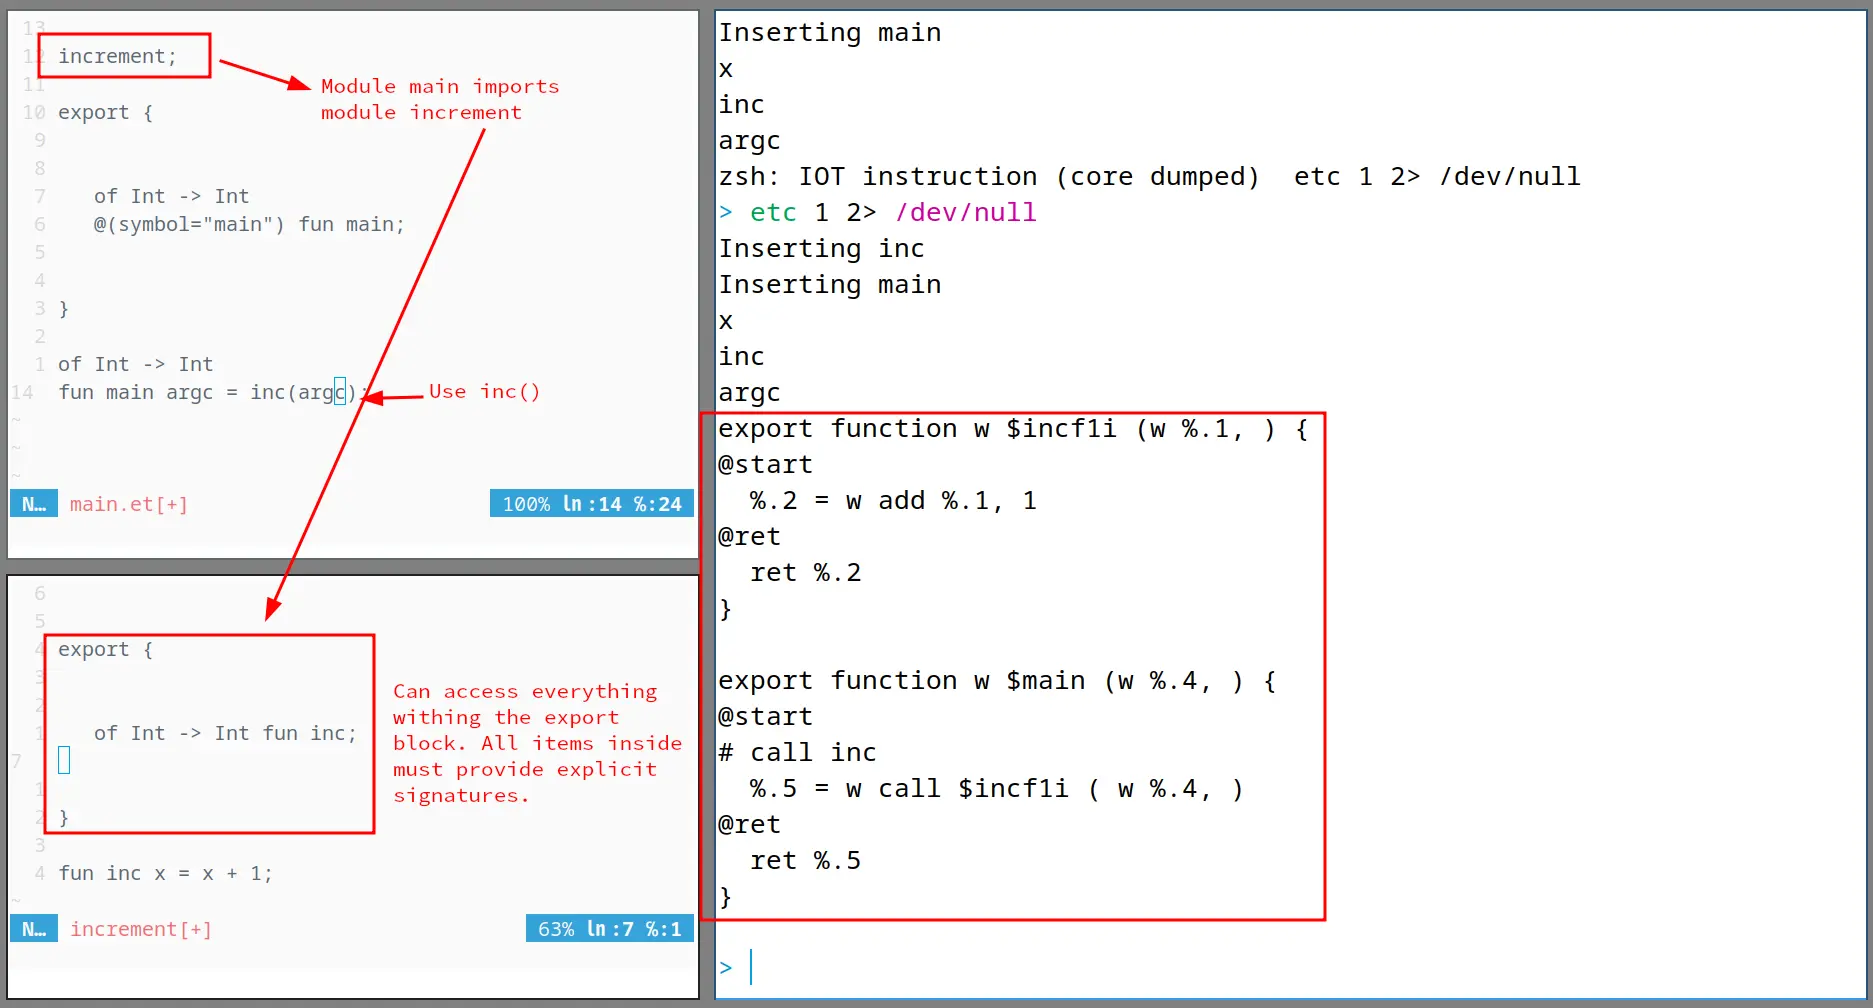 13
12 increment;
11
Module main imports
module increment
10 export {
9
8
7 of Int -> Int
6 @(symbol="main") fun main;
5
4
3 }
2
1 of Int -> Int
14 fun main argc = inc(argc);
Use inc()
~
~
~
N… main.et[+] 100% ln:14 %:24
6
5
4 export {
3
2
1 of Int -> Int fun inc;
7
1
2 }
3
4 fun inc x = x + 1;
~
Can access everything
withing the export
block. All items inside
must provide explicit
signatures.
N… increment[+] 63% ln:7 %:1
Inserting main
x
inc
argc
zsh: IOT instruction (core dumped)  etc 1 2> /dev/null
> etc 1 2> /dev/null
Inserting inc
Inserting main
x
inc
argc
export function w $incf1i (w %.1, ) {
@start
  %.2 = w add %.1, 1
@ret
  ret %.2
}
export function w $main (w %.4, ) {
@start
# call inc
  %.5 = w call $incf1i ( w %.4, )
@ret
  ret %.5
}
>